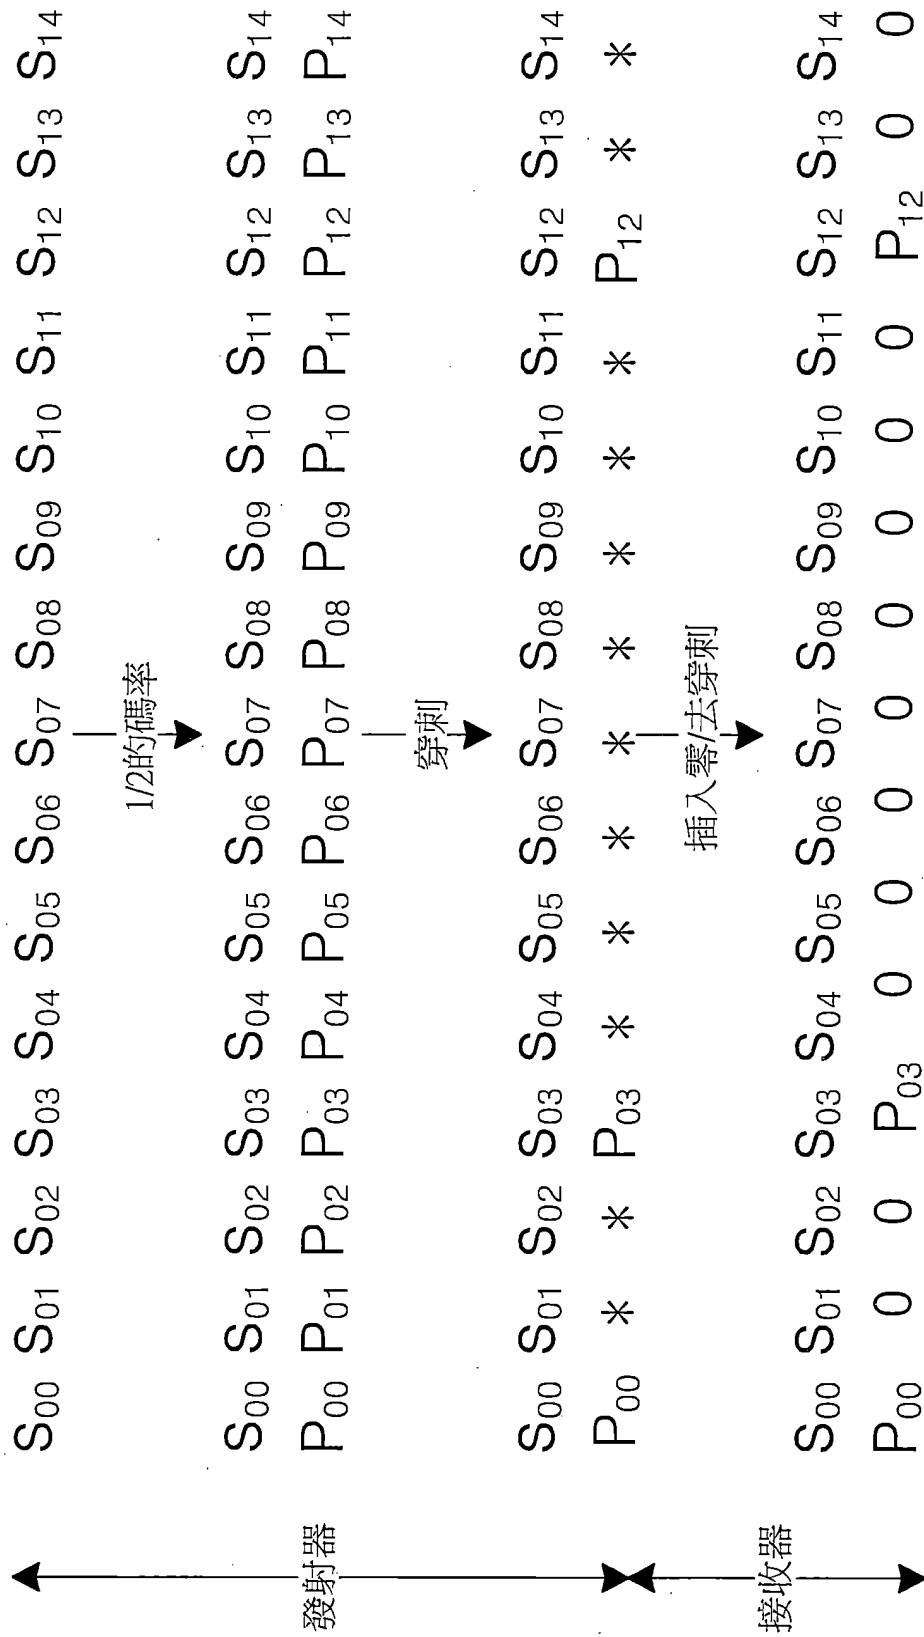 S00 S01 S02 S03 S04 S05 S06 S07 S08 S09 S10 S11 S12 S13 S14
1/2的碼率
S00 S01 S02 S03 S04 S05 S06 S07 S08 S09 S10 S11 S12 S13 S14
P00 P01 P02 P03 P04 P05 P06 P07 P08 P09 P10 P11 P12 P13 P14
發射器
穿刺
S00 S01 S02 S03 S04 S05 S06 S07 S08 S09 S10 S11 S12 S13 S14
P00 * * P03 * * * * * * * * P12 * *
插入零/去穿刺
接收器
S00 S01 S02 S03 S04 S05 S06 S07 S08 S09 S10 S11 S12 S13 S14
P00 0 0 P03 0 0 0 0 0 0 0 0 P12 0 0